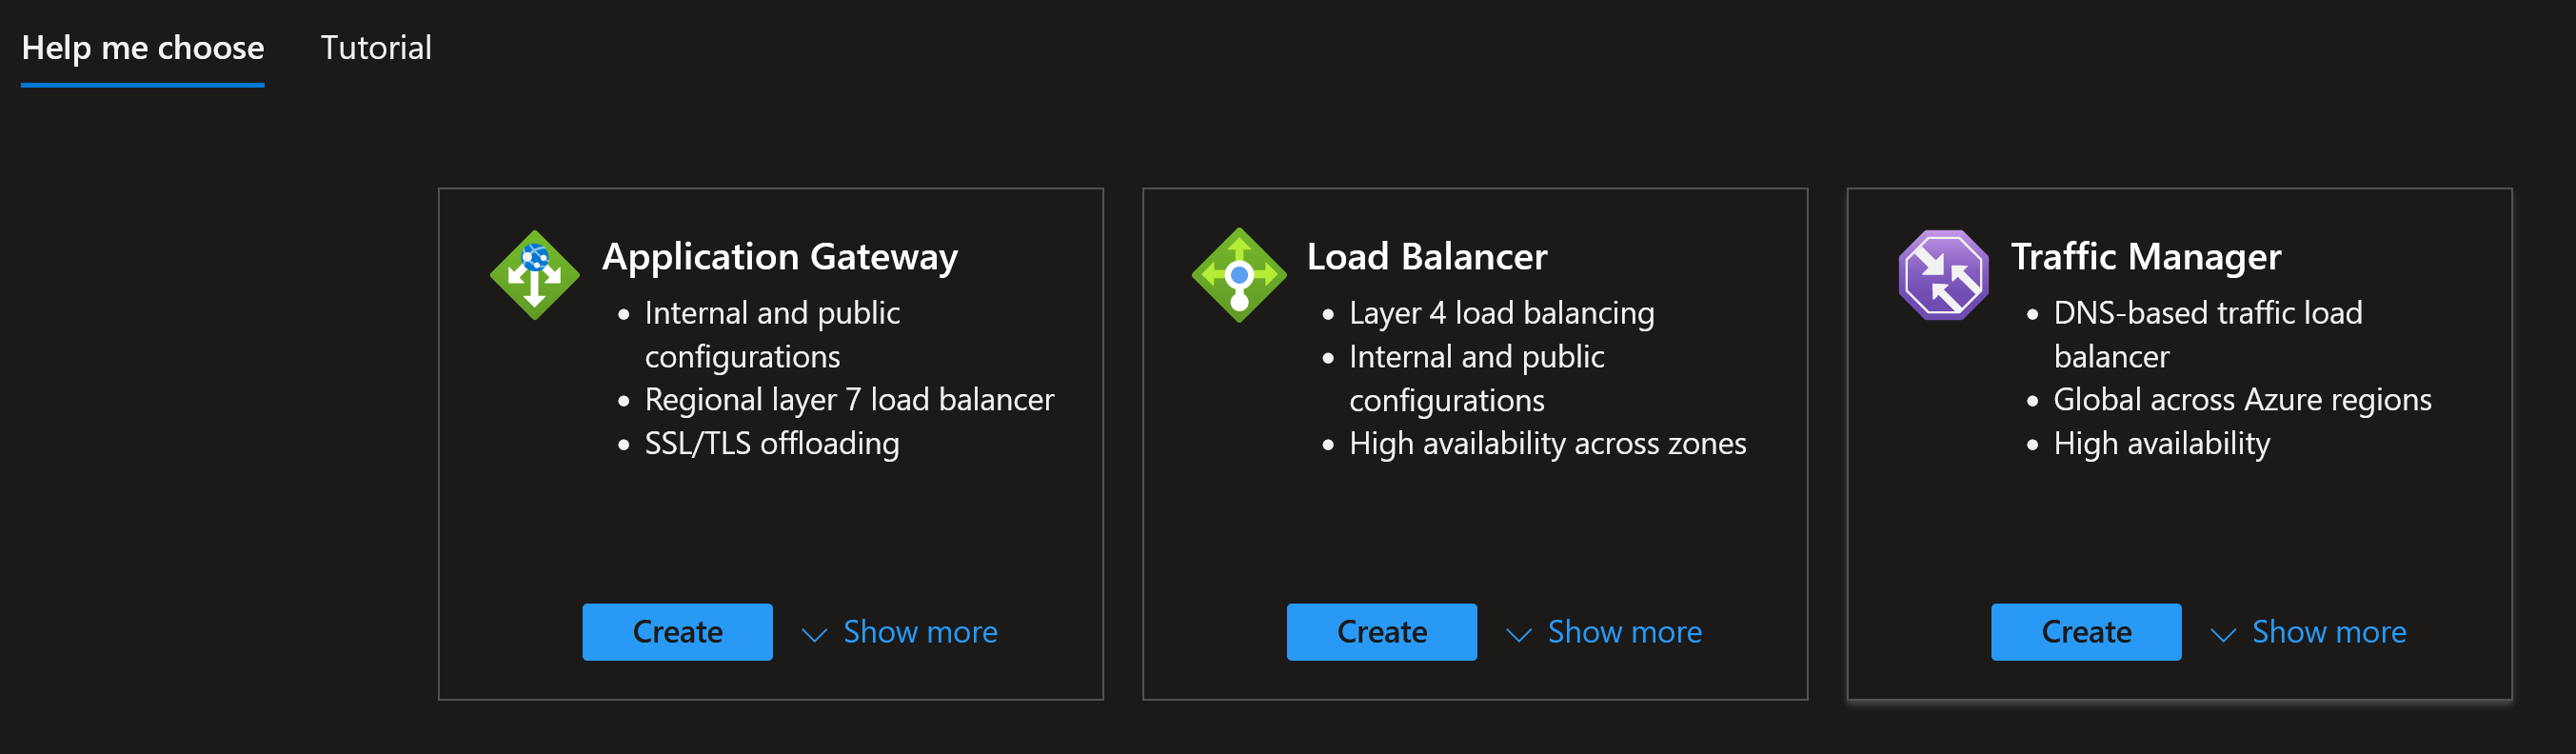 Help me choose
Tutorial
Application Gateway
• Internal and public
configurations
• Regional layer 7 load balancer
• SSL/TLS offloading
Create
Show more
Load Balancer
• Layer 4 load balancing
• Internal and public
configurations
• High availability across zones
Create
Show more
Traffic Manager
• DNS-based traffic load
balancer
• Global across Azure regions
• High availability
Create
Show more